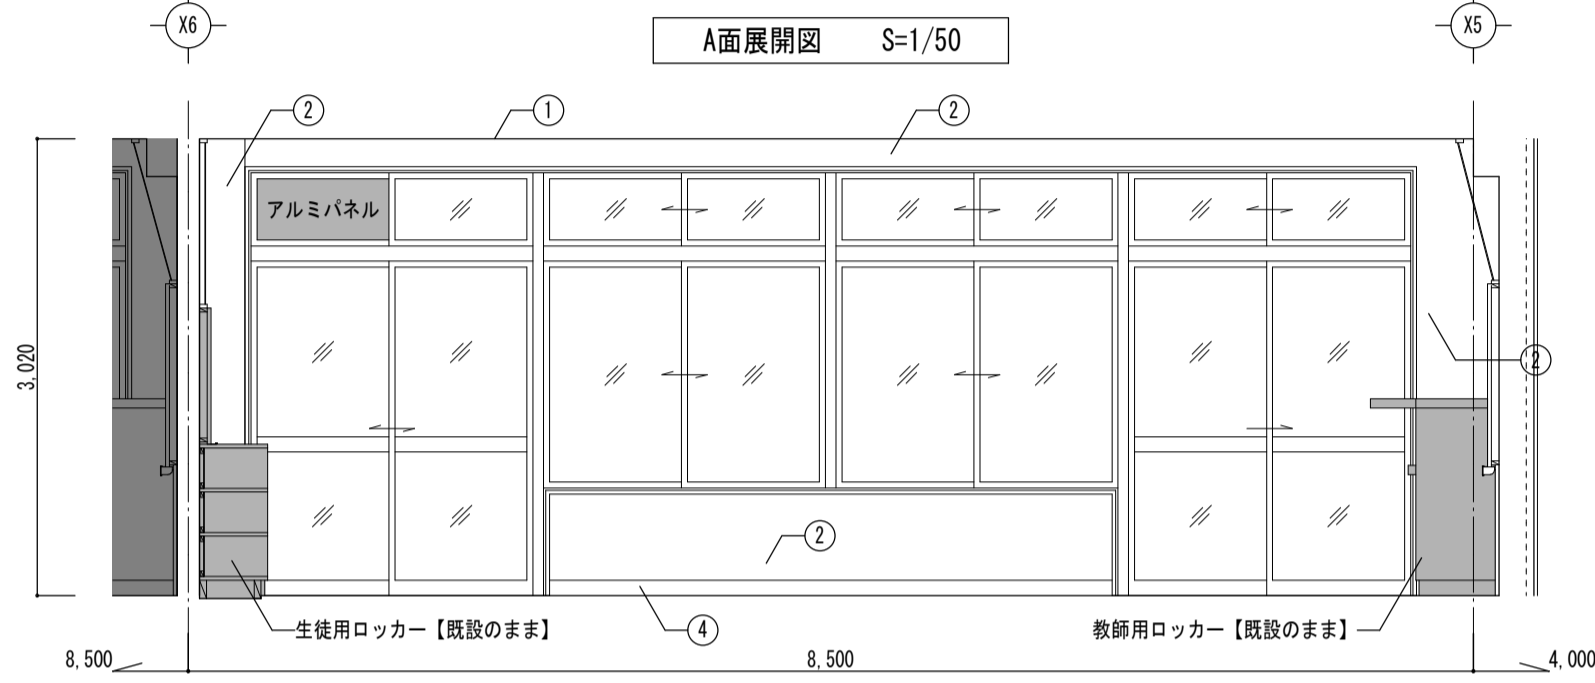 X6
A面展開図 S=1/50
X5
②
①
②
アルミパネル
3,020
②
②
生徒用ロッカー【既設のまま】
④
教師用ロッカー【既設のまま】
8,500
8,500
4,000